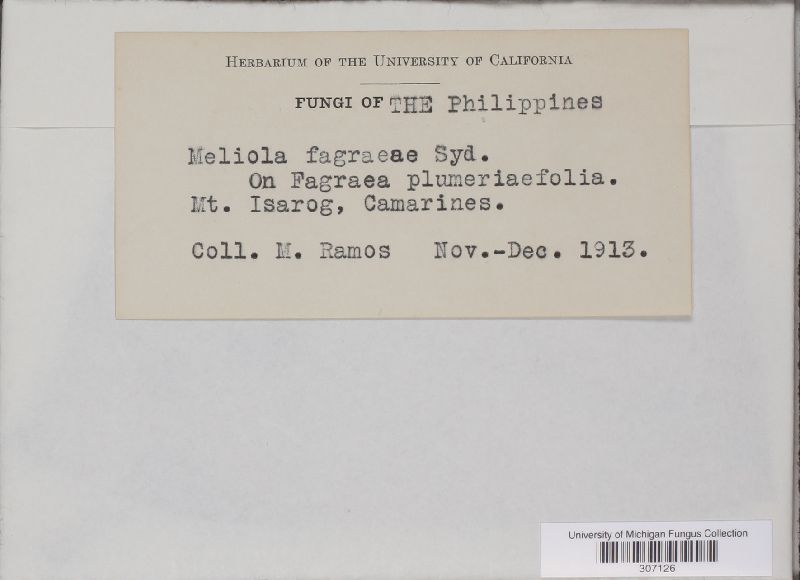 HERBARIUM OF THE UNIVERSITY OF CALIFORNIA
FUNGI OF THE Philippines
Meliola fagraeae Syd.
On Fagraea plumeriaefolia.
Mt. Isarog, Camarines.
Coll. M. Ramos Nov.-Dec. 1913.
University of Michigan Fungus Collection
307126